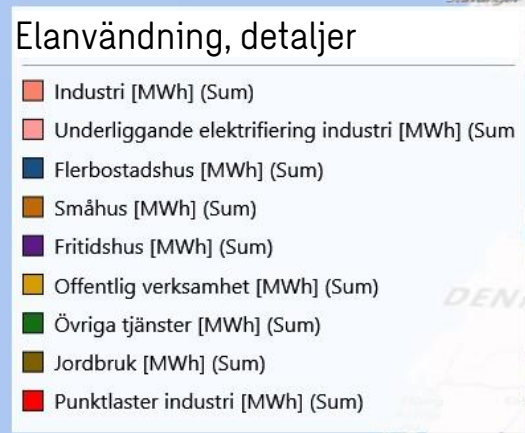 Elanvändning, detaljer
Industri [MWh] (Sum)
Underliggande elektrifiering industri [MWh] (Sum
Flerbostadshus [MWh] (Sum)
Småhus [MWh] (Sum)
Fritidshus [MWh] (Sum)
Offentlig verksamhet [MWh] (Sum)
DEN
Övriga tjänster [MWh] (Sum)
Jordbruk [MWh] (Sum)
Punktlaster industri [MWh] (Sum)